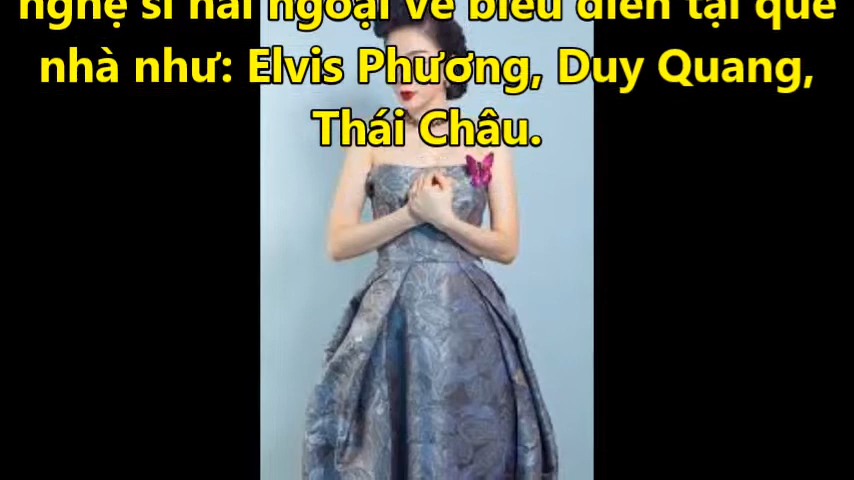 nghệ sĩ hải ngoại về biểu diễn tại quê
nhà như: Elvis Phương, Duy Quang,
Thái Châu.